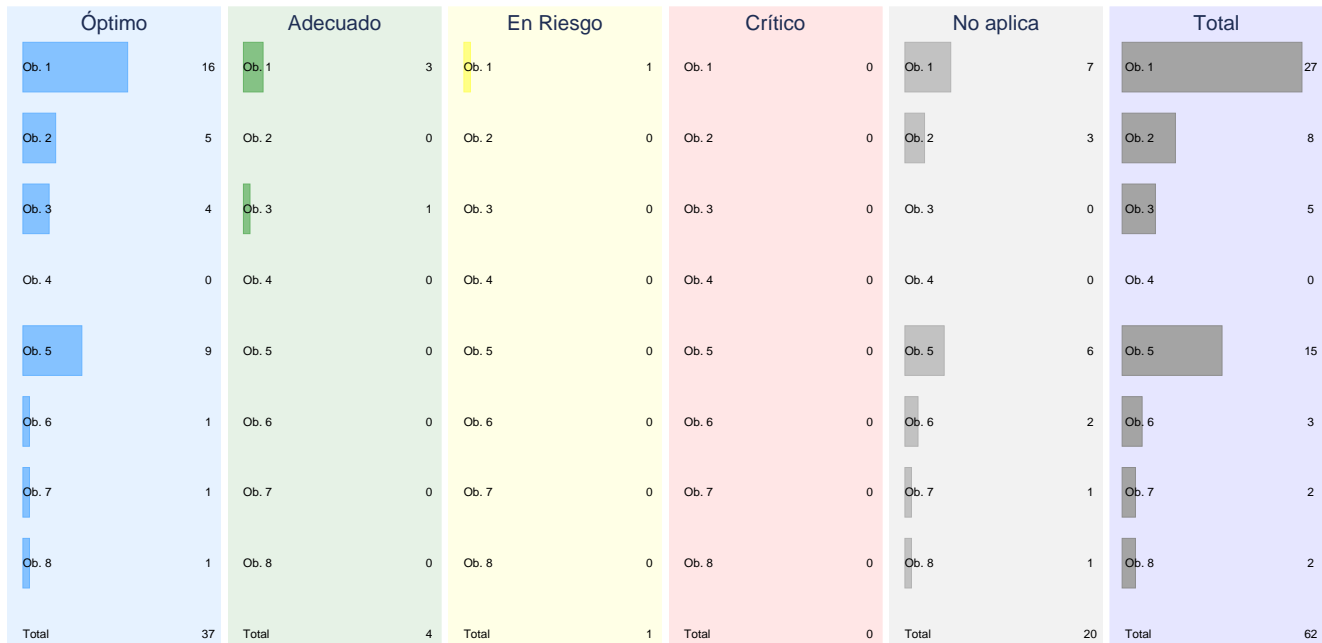 Óptimo Adecuado En Riesgo Crítico No aplica Total
Ob. 1 16 Ob. 1 3 Ob. 1 1 Ob. 1 0 Ob. 1 7 Ob. 1 27
Ob. 2 5 Ob. 2 0 Ob. 2 0 Ob. 2 0 Ob. 2 3 Ob. 2 8
Ob. 3 4 Ob. 3 1 Ob. 3 0 Ob. 3 0 Ob. 3 0 Ob. 3 5
Ob. 4 0 Ob. 4 0 Ob. 4 0 Ob. 4 0 Ob. 4 0 Ob. 4 0
Ob. 5 9 Ob. 5 0 Ob. 5 0 Ob. 5 0 Ob. 5 6 Ob. 5 15
Ob. 6 1 Ob. 6 0 Ob. 6 0 Ob. 6 0 Ob. 6 2 Ob. 6 3
Ob. 7 1 Ob. 7 0 Ob. 7 0 Ob. 7 0 Ob. 7 1 Ob. 7 2
Ob. 8 1 Ob. 8 0 Ob. 8 0 Ob. 8 0 Ob. 8 1 Ob. 8 2
Total 37 Total 4 Total 1 Total 0 Total 20 Total 62